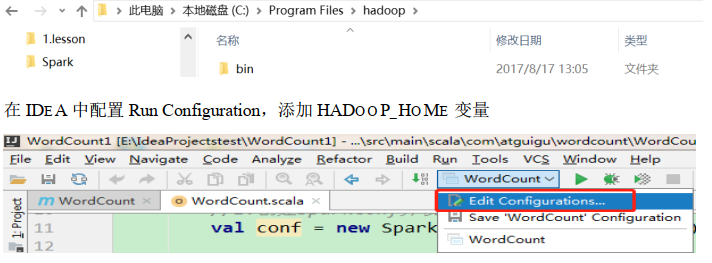 此电脑 > 本地磁盘 (C:) > Program Files > hadoop >
1.lesson
Spark
名称 修改日期 类型
bin 2017/8/17 13:05 文件夹
在 IDEA 中配置 Run Configuration，添加 HADOOP_HOME 变量
WordCount1 [E:\IdeaProjectstest\WordCount1] - ...\src\main\scala\com\atguigu\wordcount\WordCou
File Edit View Navigate Code Analyze Refactor Build Run Tools VCS Window Help
WordCount
1: Project
WordCount × WordCount.scala ×
Edit Configurations...
11 val conf = new Spark
Save 'WordCount' Configuration
12
WordCount